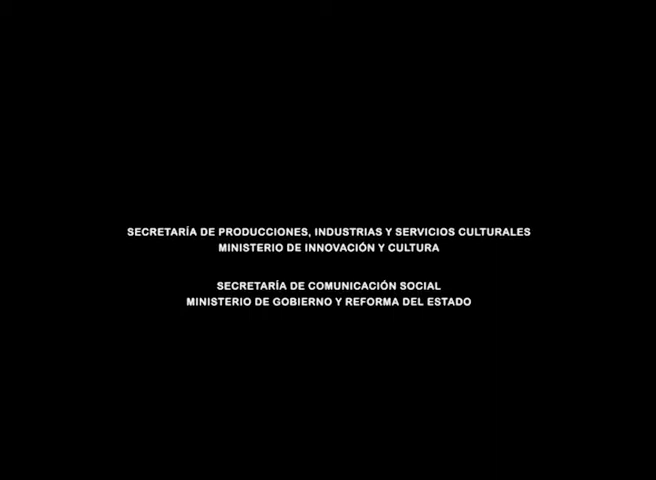 SECRETARÍA DE PRODUCCIONES, INDUSTRIAS Y SERVICIOS CULTURALES
MINISTERIO DE INNOVACIÓN Y CULTURA
SECRETARÍA DE COMUNICACIÓN SOCIAL
MINISTERIO DE GOBIERNO Y REFORMA DEL ESTADO